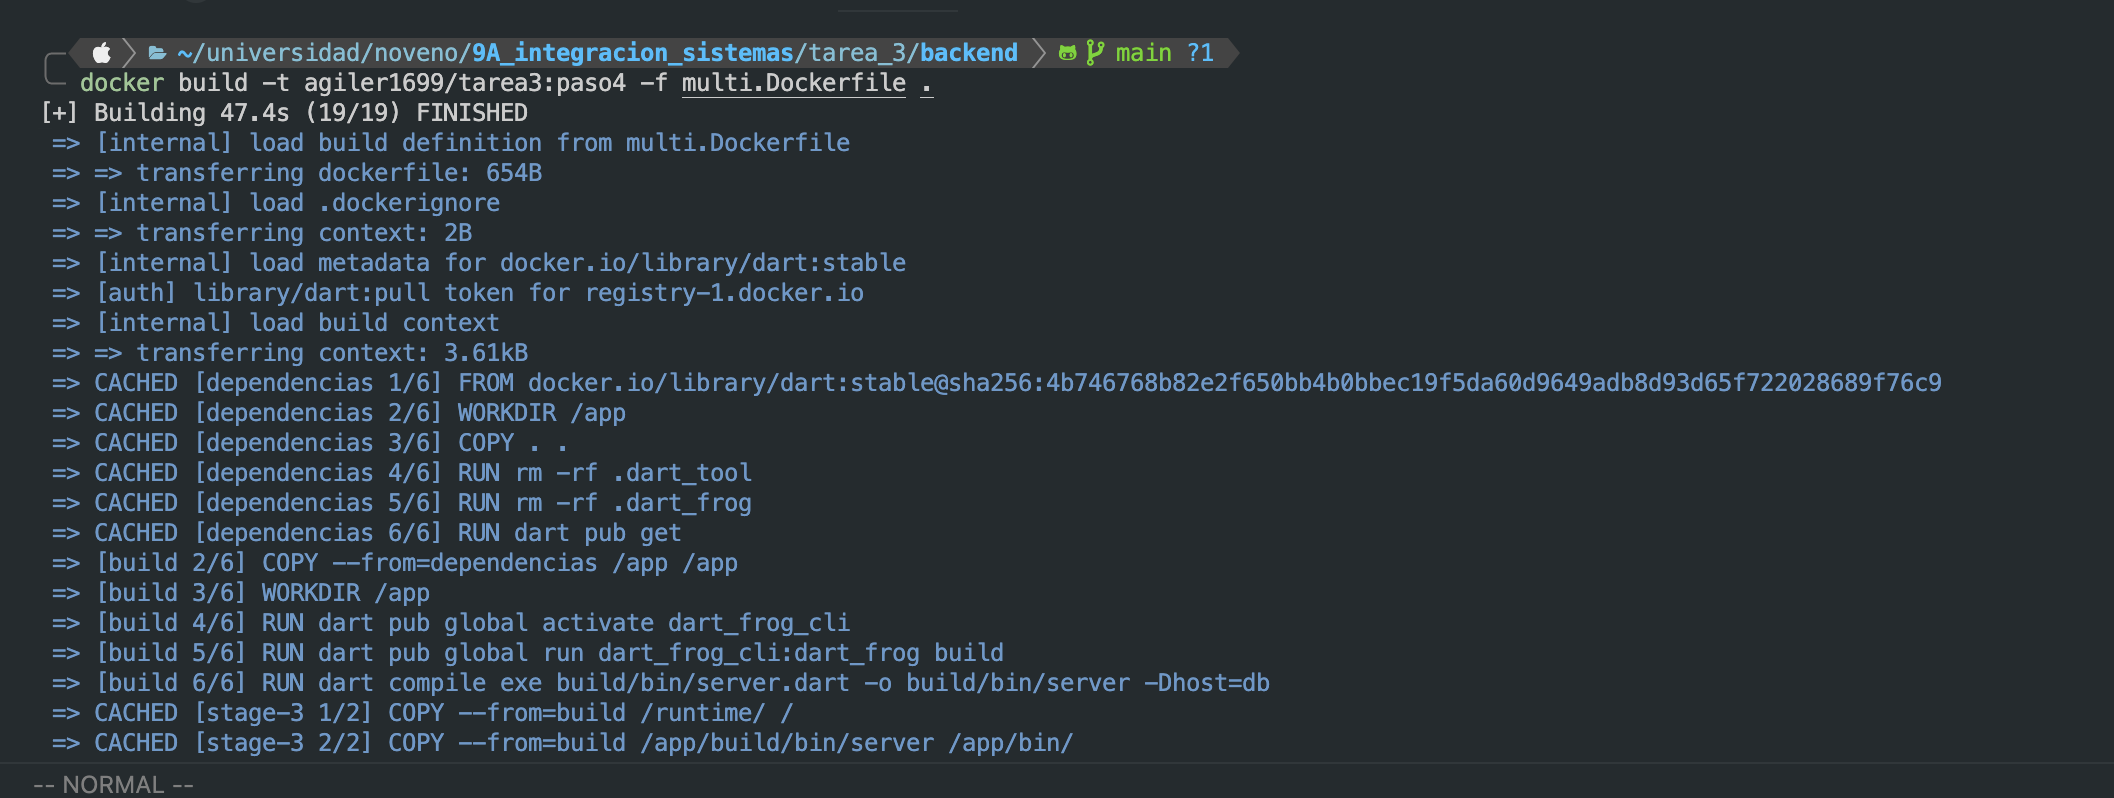 ~/universidad/noveno/9A_integracion_sistemas/tarea_3/backend main ?1
docker build -t agiler1699/tarea3:paso4 -f multi.Dockerfile .
[+] Building 47.4s (19/19) FINISHED
=> [internal] load build definition from multi.Dockerfile
=> => transferring dockerfile: 654B
=> [internal] load .dockerignore
=> => transferring context: 2B
=> [internal] load metadata for docker.io/library/dart:stable
=> [auth] library/dart:pull token for registry-1.docker.io
=> [internal] load build context
=> => transferring context: 3.61kB
=> CACHED [dependencias 1/6] FROM docker.io/library/dart:stable@sha256:4b746768b82e2f650bb4b0bbec19f5da60d9649adb8d93d65f722028689f76c9
=> CACHED [dependencias 2/6] WORKDIR /app
=> CACHED [dependencias 3/6] COPY . .
=> CACHED [dependencias 4/6] RUN rm -rf .dart_tool
=> CACHED [dependencias 5/6] RUN rm -rf .dart_frog
=> CACHED [dependencias 6/6] RUN dart pub get
=> [build 2/6] COPY --from=dependencias /app /app
=> [build 3/6] WORKDIR /app
=> [build 4/6] RUN dart pub global activate dart_frog_cli
=> [build 5/6] RUN dart pub global run dart_frog_cli:dart_frog build
=> [build 6/6] RUN dart compile exe build/bin/server.dart -o build/bin/server -Dhost=db
=> CACHED [stage-3 1/2] COPY --from=build /runtime/ /
=> CACHED [stage-3 2/2] COPY --from=build /app/build/bin/server /app/bin/
-- NORMAL --